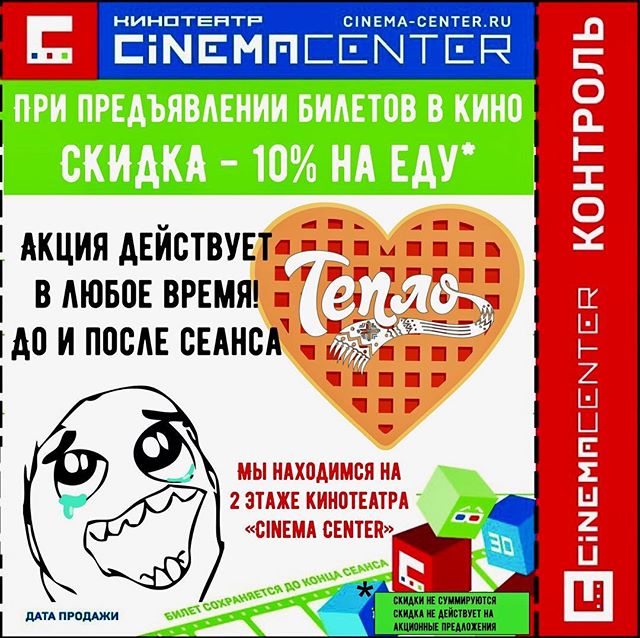 КИНОТЕАТР
CINEMA-CENTER.RU
CINEMACENTER
ПРИ ПРЕДЪЯВЛЕНИИ БИЛЕТОВ В КИНО
СКИДКА – 10% НА ЕДУ*
АКЦИЯ ДЕЙСТВУЕТ
В ЛЮБОЕ ВРЕМЯ!
ДО И ПОСЛЕ СЕАНСА
Тепло
МЫ НАХОДИМСЯ НА
2 ЭТАЖЕ КИНОТЕАТРА
«CINEMA CENTER»
3D
БИЛЕТ СОХРАНЯЕТСЯ ДО КОНЦА СЕАНСА
ДАТА ПРОДАЖИ
*
СКИДКИ НЕ СУММИРУЮТСЯ
СКИДКА НЕ ДЕЙСТВУЕТ НА
АКЦИОННЫЕ ПРЕДЛОЖЕНИЯ
КОНТРОЛЬ
CINEMACENTER